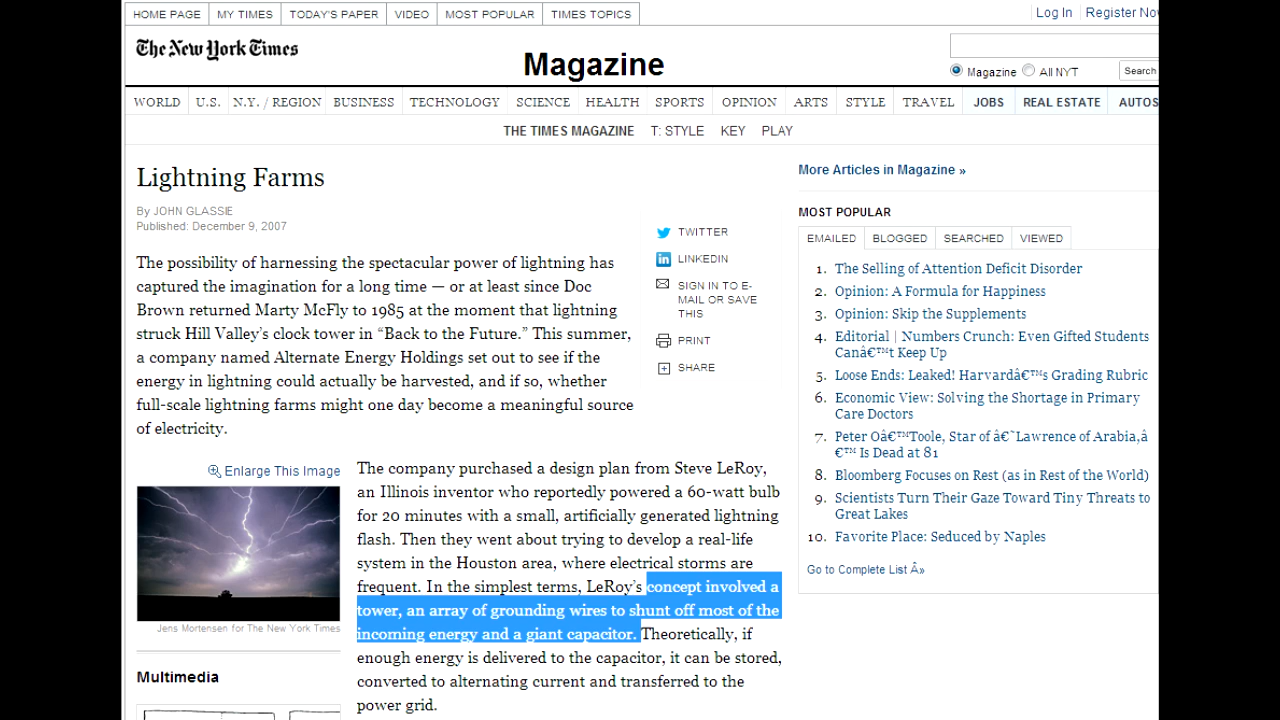 HOME PAGE MY TIMES TODAY'S PAPER VIDEO MOST POPULAR TIMES TOPICS
Log In Register Now
The New York Times
Magazine
Magazine All NYT Search
WORLD U.S. N.Y. / REGION BUSINESS TECHNOLOGY SCIENCE HEALTH SPORTS OPINION ARTS STYLE TRAVEL JOBS REAL ESTATE AUTOS
THE TIMES MAGAZINE T: STYLE KEY PLAY
Lightning Farms
By JOHN GLASSIE
Published: December 9, 2007
The possibility of harnessing the spectacular power of lightning has
captured the imagination for a long time — or at least since Doc
Brown returned Marty McFly to 1985 at the moment that lightning
struck Hill Valley's clock tower in “Back to the Future.” This summer,
a company named Alternate Energy Holdings set out to see if the
energy in lightning could actually be harvested, and if so, whether
full-scale lightning farms might one day become a meaningful source
of electricity.
TWITTER
LINKEDIN
SIGN IN TO E-
MAIL OR SAVE
THIS
PRINT
SHARE
Enlarge This Image
Jens Mortensen for The New York Times
Multimedia
The company purchased a design plan from Steve LeRoy,
an Illinois inventor who reportedly powered a 60-watt bulb
for 20 minutes with a small, artificially generated lightning
flash. Then they went about trying to develop a real-life
system in the Houston area, where electrical storms are
frequent. In the simplest terms, LeRoy's concept involved a
tower, an array of grounding wires to shunt off most of the
incoming energy and a giant capacitor. Theoretically, if
enough energy is delivered to the capacitor, it can be stored,
converted to alternating current and transferred to the
power grid.
More Articles in Magazine »
MOST POPULAR
EMAILED BLOGGED SEARCHED VIEWED
1. The Selling of Attention Deficit Disorder
2. Opinion: A Formula for Happiness
3. Opinion: Skip the Supplements
4. Editorial | Numbers Crunch: Even Gifted Students
Canâ€™t Keep Up
5. Loose Ends: Leaked! Harvardâ€™s Grading Rubric
6. Economic View: Solving the Shortage in Primary
Care Doctors
7. Peter Oâ€™Toole, Star of â€˜Lawrence of Arabia,â
€™ Is Dead at 81
8. Bloomberg Focuses on Rest (as in Rest of the World)
9. Scientists Turn Their Gaze Toward Tiny Threats to
Great Lakes
10. Favorite Place: Seduced by Naples
Go to Complete List Â»